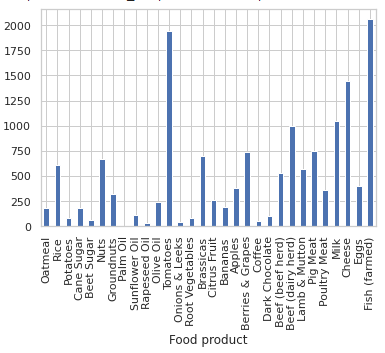 2000
1750
1500
1250
1000
750
500
250
0
Oatmeal
Rice
Potatoes
Cane Sugar
Beet Sugar
Nuts
Groundnuts
Palm Oil
Sunflower Oil
Rapeseed Oil
Olive Oil
Tomatoes
Onions & Leeks
Root Vegetables
Brassicas
Citrus Fruit
Bananas
Apples
Berries & Grapes
Coffee
Dark Chocolate
Beef (beef herd)
Beef (dairy herd)
Lamb & Mutton
Pig Meat
Poultry Meat
Milk
Cheese
Eggs
Fish (farmed)
Food product